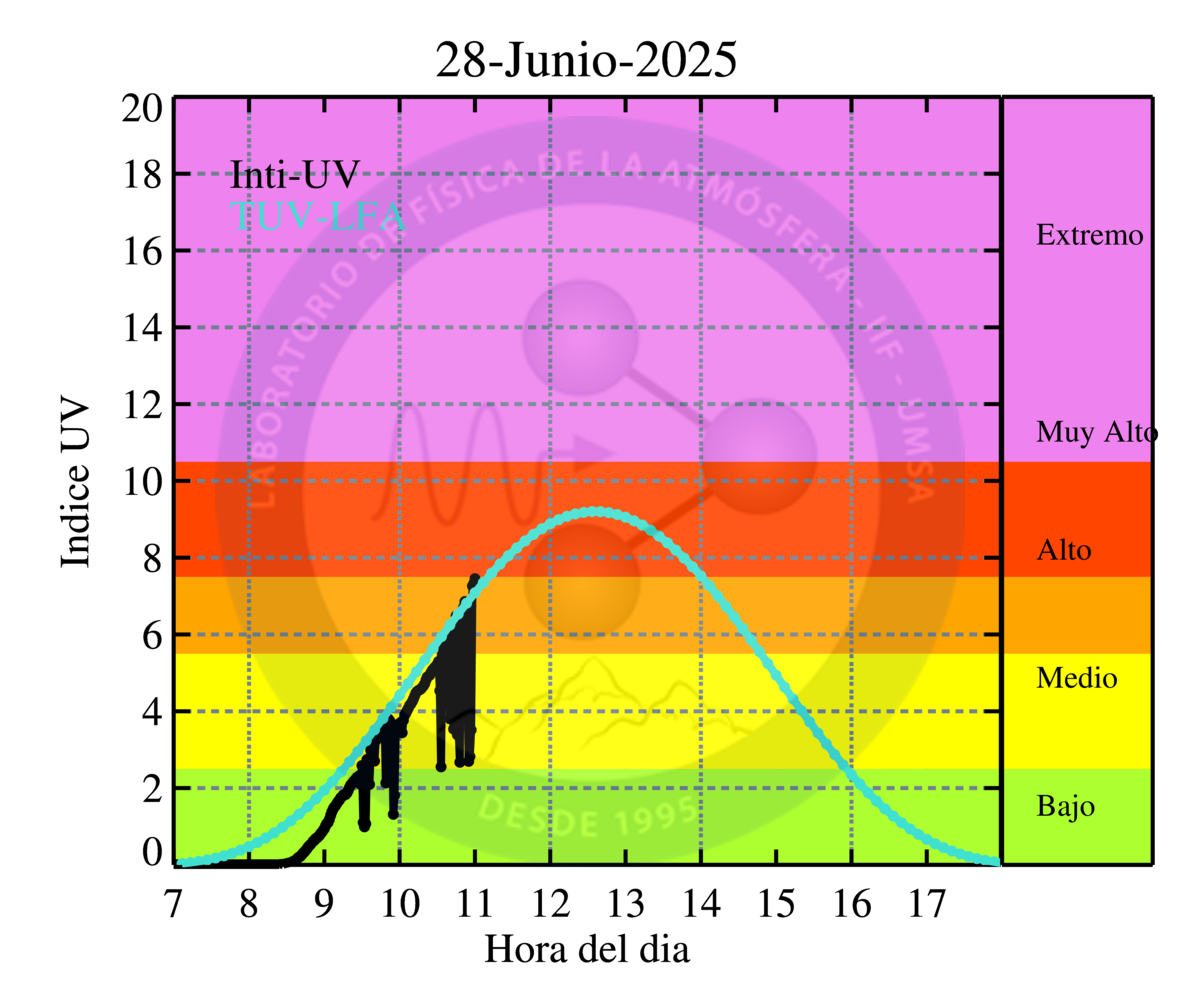 28-Junio-2025
20
18
16
14
12
10
8
6
4
2
0
Indice UV
Inti-UV
TUV-LFA
LABORATORIO DE FÍSICA DE LA ATMÓSFERA - IIF - UMSA
DESDE 1995
Extremo
Muy Alto
Alto
Medio
Bajo
7 8 9 10 11 12 13 14 15 16 17
Hora del dia